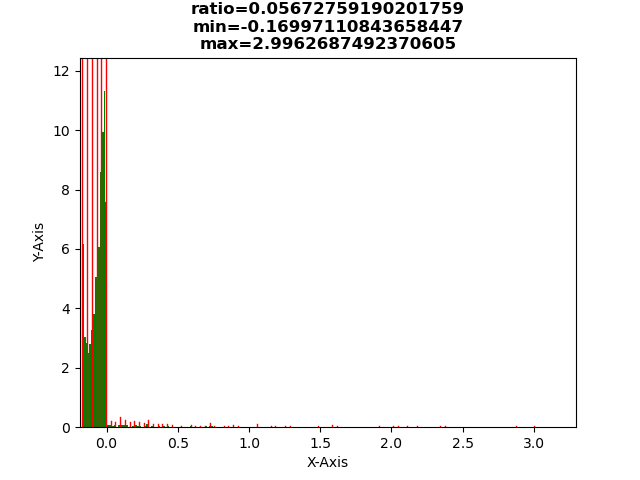 ratio=0.05672759190201759
min=-0.16997110843658447
max=2.9962687492370605
12
10
8
6
4
2
0
Y-Axis
0.0 0.5 1.0 1.5 2.0 2.5 3.0
X-Axis